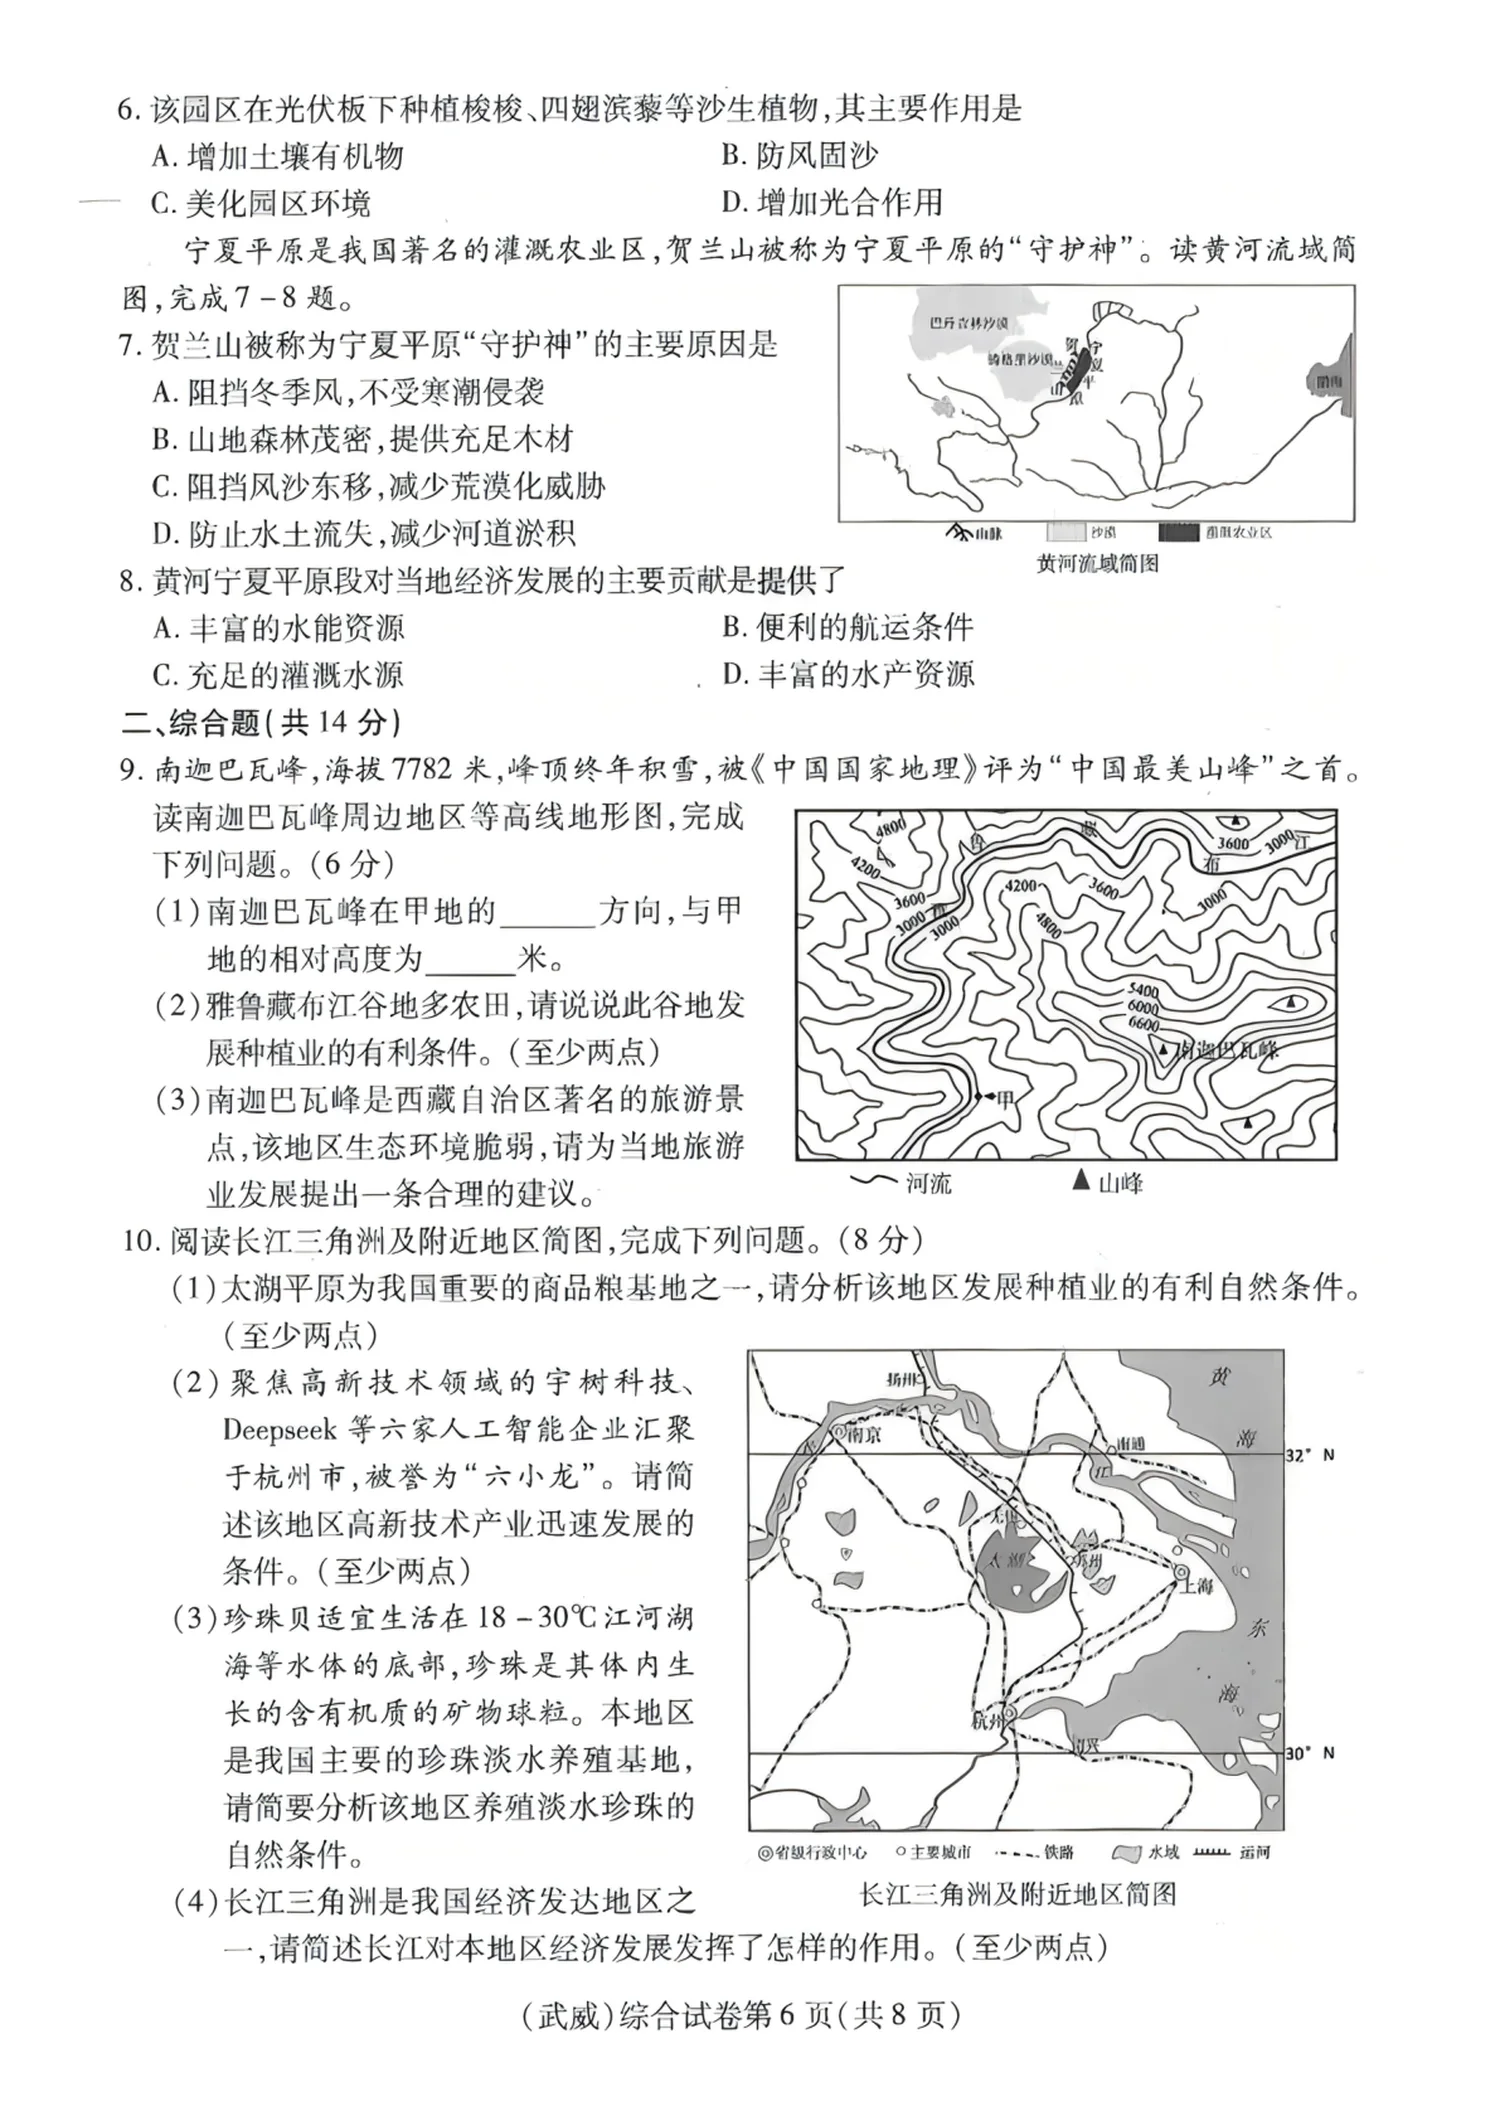 6. 该园区在光伏板下种植梭梭、四翅滨藜等沙生植物,其主要作用是
A. 增加土壤有机物 B. 防风固沙
C. 美化园区环境 D. 增加光合作用
宁夏平原是我国著名的灌溉农业区,贺兰山被称为宁夏平原的“守护神”。读黄河流域简
图,完成7-8题。
7. 贺兰山被称为宁夏平原“守护神”的主要原因是
A. 阻挡冬季风,不受寒潮侵袭
B. 山地森林茂密,提供充足木材
C. 阻挡风沙东移,减少荒漠化威胁
D. 防止水土流失,减少河道淤积
巴丹吉林沙漠
腾格里沙漠
贺兰山
宁夏平原
渤海
山脉 沙漠 灌溉农业区
黄河流域简图
8. 黄河宁夏平原段对当地经济发展的主要贡献是提供了
A. 丰富的水能资源 B. 便利的航运条件
C. 充足的灌溉水源 D. 丰富的水产资源
二、综合题(共14分)
9. 南迦巴瓦峰,海拔7782米,峰顶终年积雪,被《中国国家地理》评为“中国最美山峰”之首。
读南迦巴瓦峰周边地区等高线地形图,完成
下列问题。(6分)
(1)南迦巴瓦峰在甲地的______方向,与甲
地的相对高度为______米。
(2)雅鲁藏布江谷地多农田,请说说此谷地发
展种植业的有利条件。(至少两点)
(3)南迦巴瓦峰是西藏自治区著名的旅游景
点,该地区生态环境脆弱,请为当地旅游
业发展提出一条合理的建议。
4800
4200
3600
3000
3000
雅鲁藏布江
4200
3600
4800
3000
3600
3000
5400
6000
6600
南迦巴瓦峰
甲
河流 山峰
10. 阅读长江三角洲及附近地区简图,完成下列问题。(8分)
(1)太湖平原为我国重要的商品粮基地之一,请分析该地区发展种植业的有利自然条件。
(至少两点)
(2)聚焦高新技术领域的宇树科技、
Deepseek等六家人工智能企业汇聚
于杭州市,被誉为“六小龙”。请简
述该地区高新技术产业迅速发展的
条件。(至少两点)
(3)珍珠贝适宜生活在18-30℃江河湖
海等水体的底部,珍珠是其体内生
长的含有机质的矿物球粒。本地区
是我国主要的珍珠淡水养殖基地,
请简要分析该地区养殖淡水珍珠的
自然条件。
(4)长江三角洲是我国经济发达地区之
一,请简述长江对本地区经济发展发挥了怎样的作用。(至少两点)
扬州
南京
南通
长江
无锡
太湖
苏州
上海
杭州
绍兴
黄海
东海
32° N
30° N
省级行政中心 主要城市 铁路 水域 运河
长江三角洲及附近地区简图
(武威)综合试卷第6页(共8页)